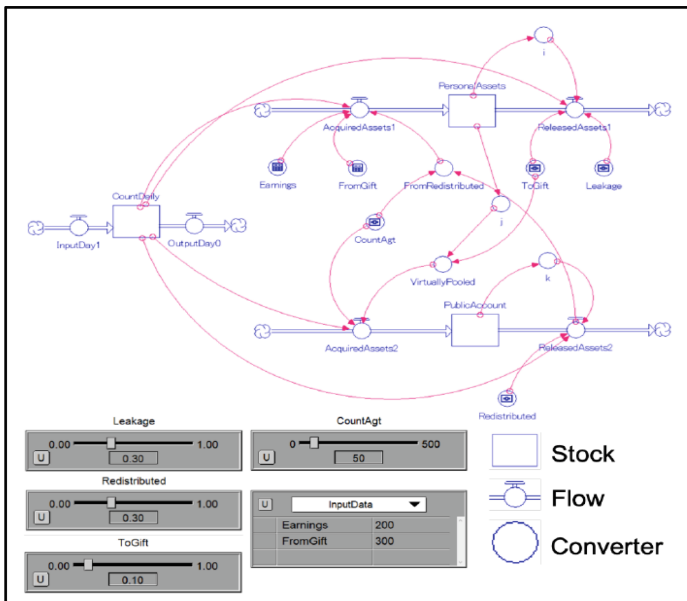 i
PersonalAssets
AcquiredAssets1
ReleasedAssets1
Earnings
FromGift
FromRedistributed
ToGift
Leakage
CountDaily
j
CountAgt
InputDay1
OutputDay0
VirtuallyPooled
k
PublicAccount
AcquiredAssets2
ReleasedAssets2
Redistributed
Leakage
0.00 1.00
U 0.30
CountAgt
0 500
U 50
Redistributed
0.00 1.00
U 0.30
U InputData
Earnings 200
FromGift 300
ToGift
0.00 1.00
U 0.10
Stock
Flow
Converter